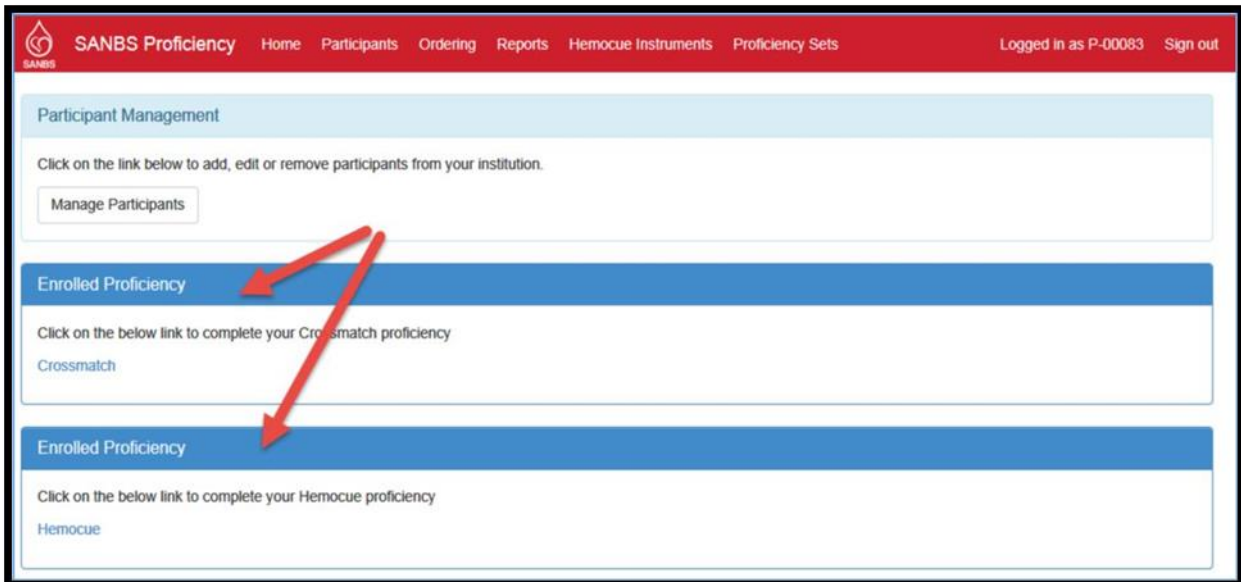 SANBS
SANBS Proficiency Home Participants Ordering Reports Hemocue Instruments Proficiency Sets Logged in as P-00083 Sign out
Participant Management
Click on the link below to add, edit or remove participants from your institution.
Manage Participants
Enrolled Proficiency
Click on the below link to complete your Crossmatch proficiency
Crossmatch
Enrolled Proficiency
Click on the below link to complete your Hemocue proficiency
Hemocue